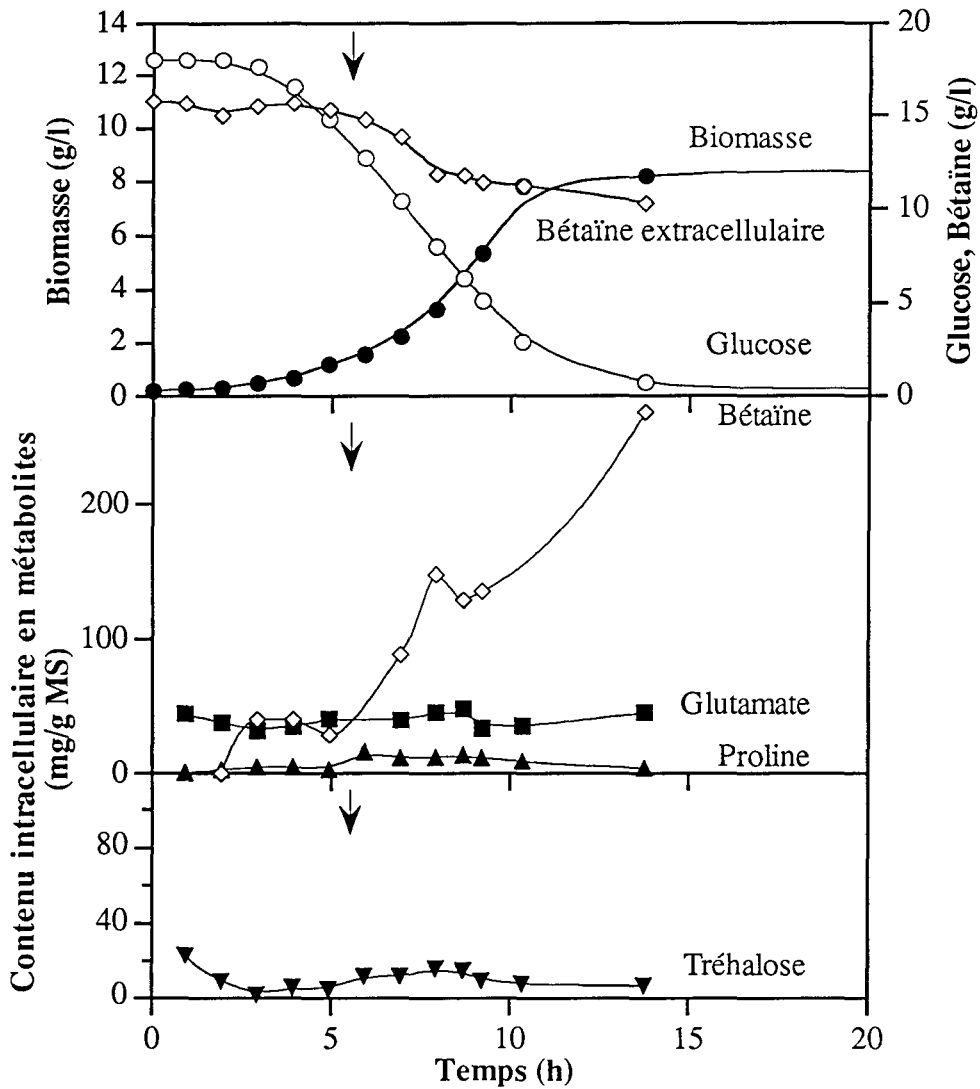 14
12
10
8
6
4
2
0
Biomasse (g/l)
20
15
10
5
0
Glucose, Bétaïne (g/l)
Biomasse
Bétaïne extracellulaire
Glucose
Bétaïne
200
100
0
Glutamate
Proline
80
40
0
Tréhalose
Contenu intracellulaire en métabolites
(mg/g MS)
0
5
10
15
20
Temps (h)